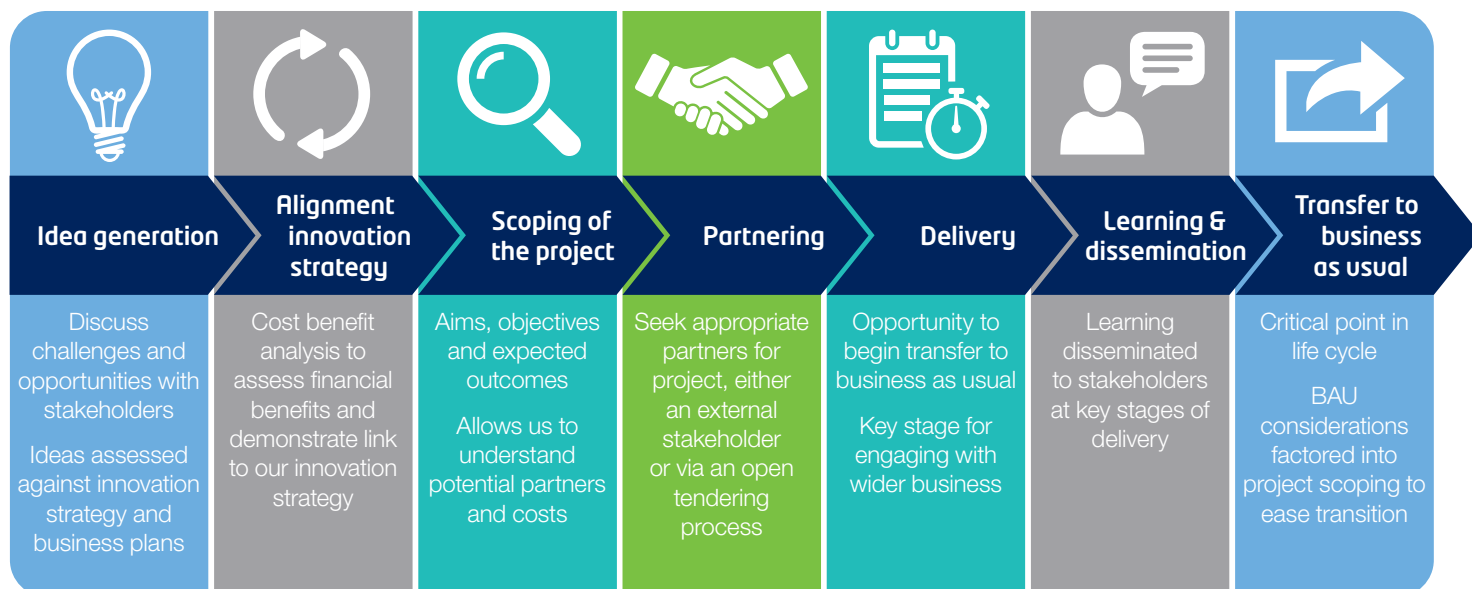 Idea generation
Alignment
innovation
strategy
Scoping of
the project
Partnering
Delivery
Learning &
dissemination
Transfer to
business
as usual
Discuss
challenges and
opportunities with
stakeholders
Ideas assessed
against innovation
strategy and
business plans
Cost benefit
analysis to
assess financial
benefits and
demonstrate link
to our innovation
strategy
Aims, objectives
and expected
outcomes
Allows us to
understand
potential partners
and costs
Seek appropriate
partners for
project, either
an external
stakeholder
or via an open
tendering
process
Opportunity to
begin transfer to
business as usual
Key stage for
engaging with
wider business
Learning
disseminated
to stakeholders
at key stages of
delivery
Critical point in
life cycle
BAU
considerations
factored into
project scoping to
ease transition